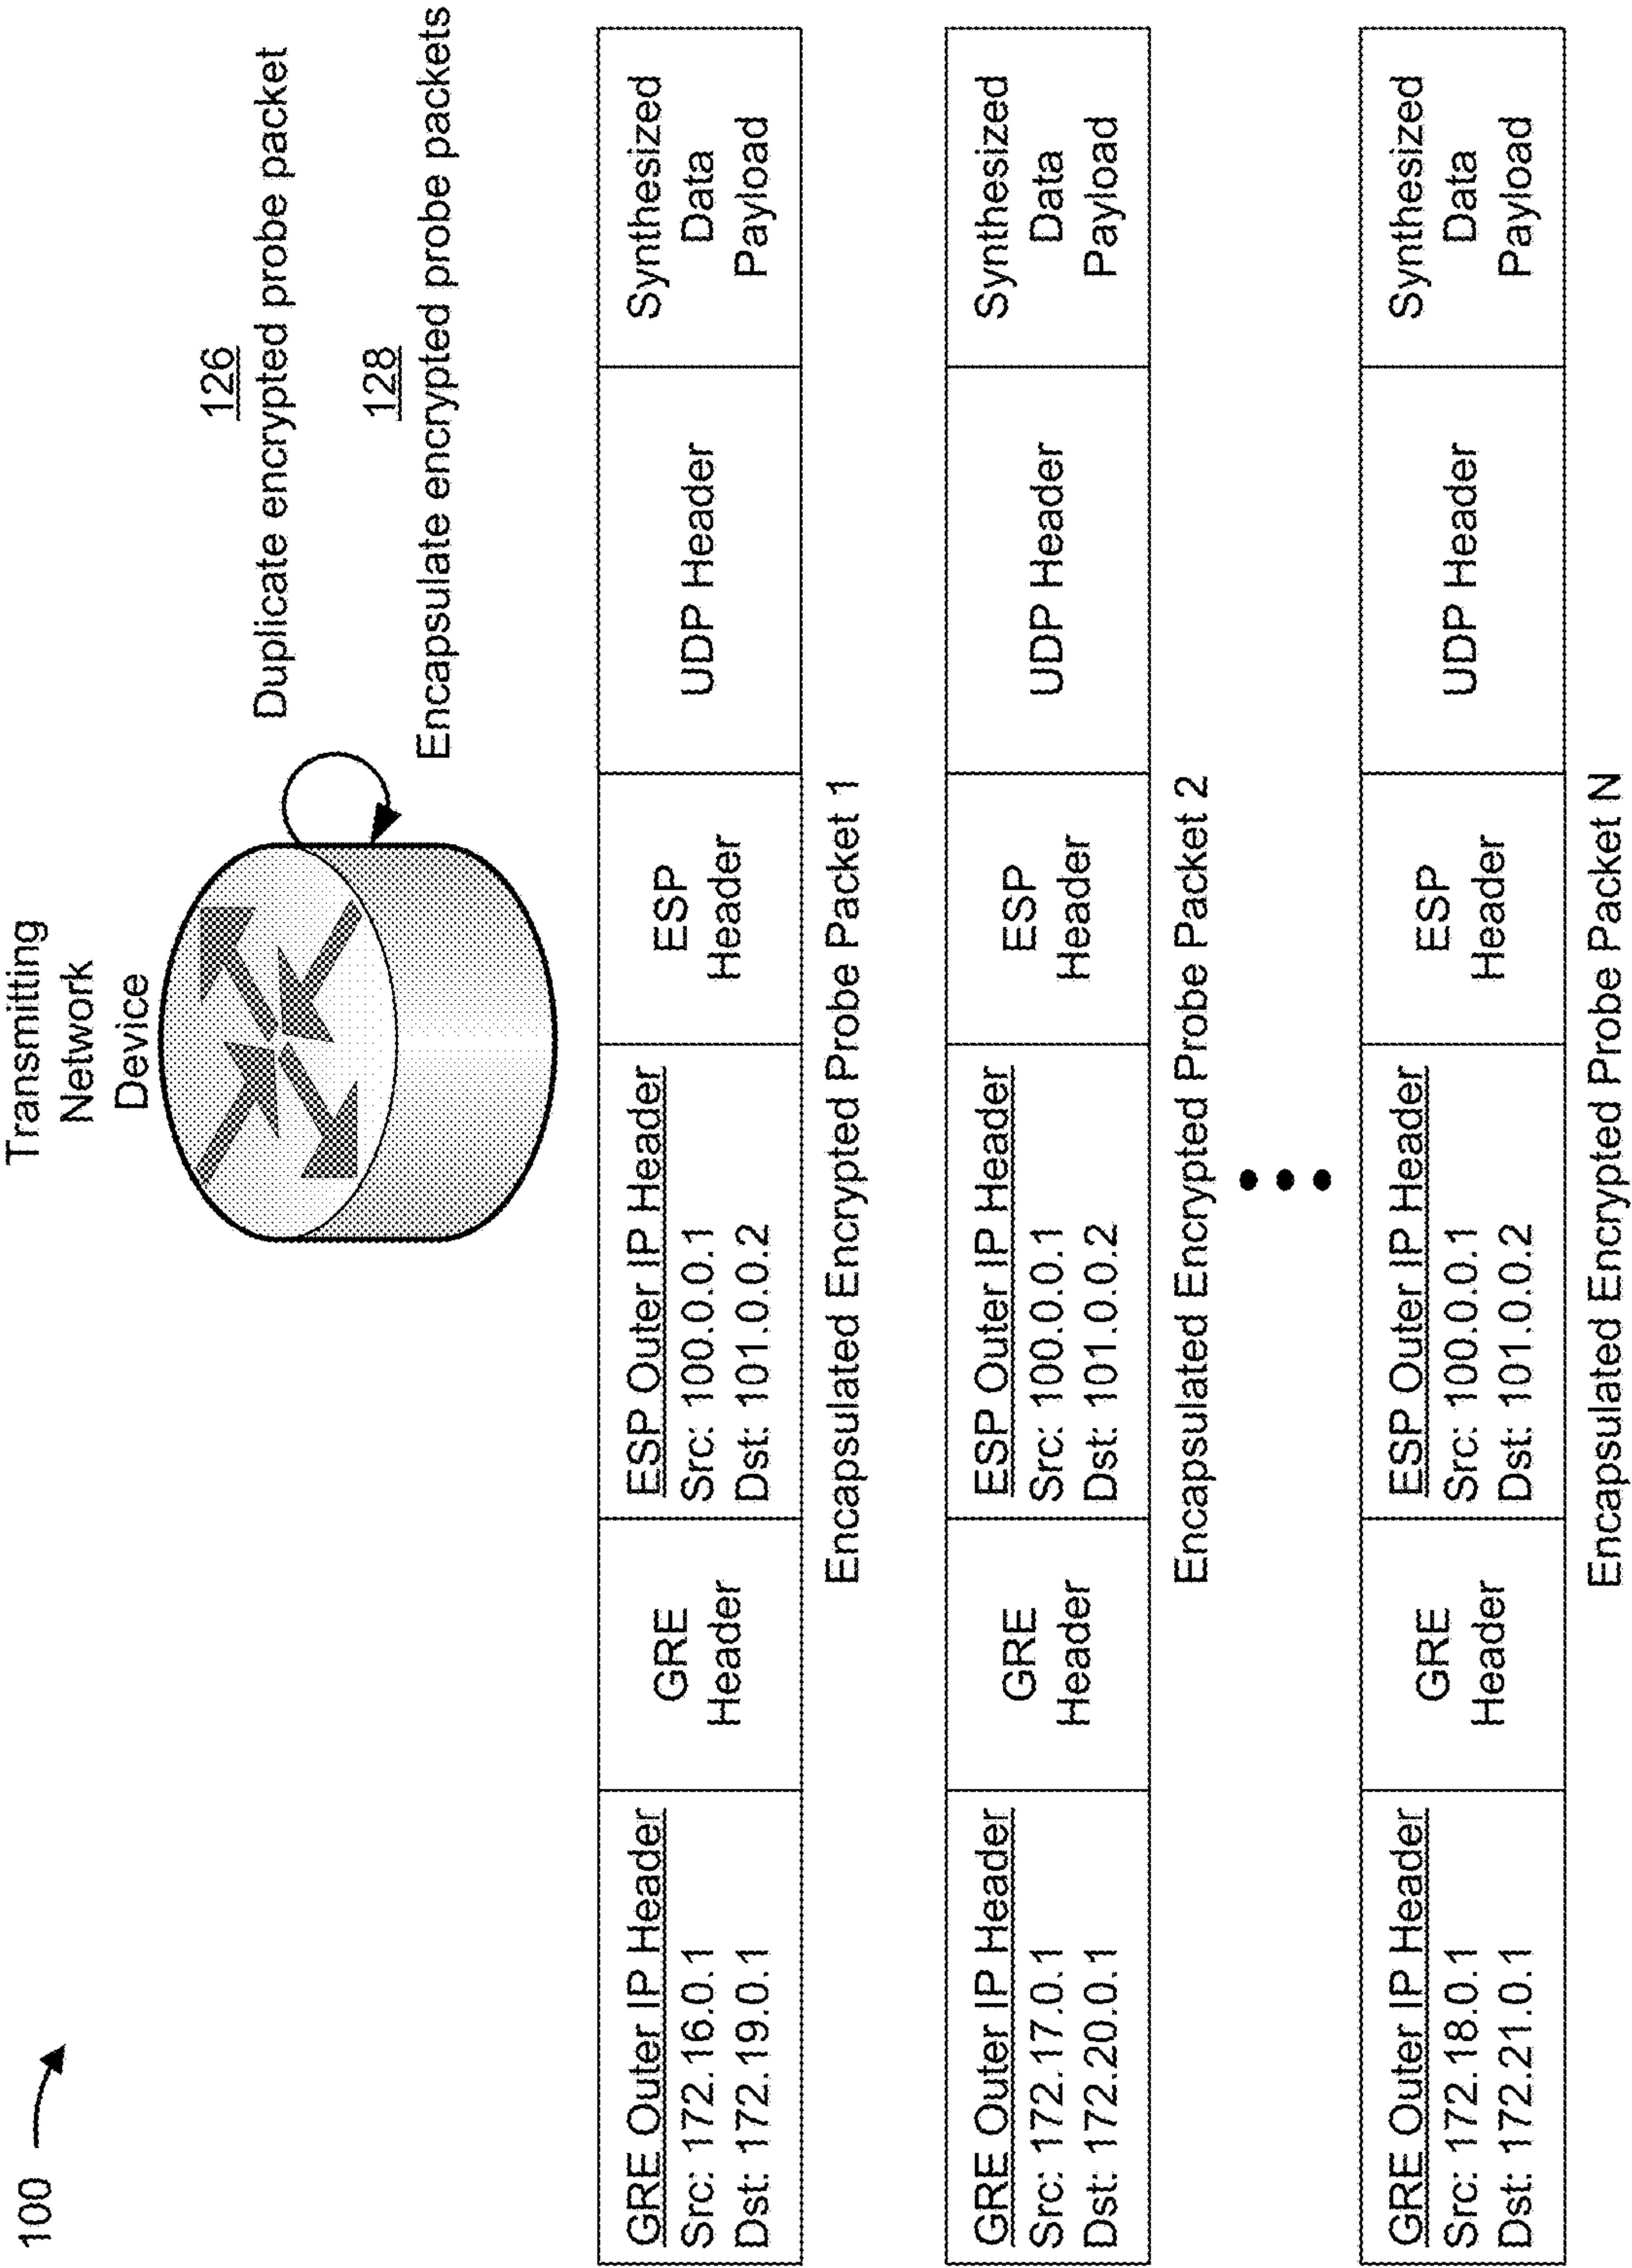 100
Transmitting
Network
Device
126
Duplicate encrypted probe packet
128
Encapsulate encrypted probe packets
GRE Outer IP Header
Src: 172.16.0.1
Dst: 172.19.0.1
GRE
Header
ESP Outer IP Header
Src: 100.0.0.1
Dst: 101.0.0.2
ESP
Header
UDP Header
Synthesized
Data
Payload
Encapsulated Encrypted Probe Packet 1
GRE Outer IP Header
Src: 172.17.0.1
Dst: 172.20.0.1
GRE
Header
ESP Outer IP Header
Src: 100.0.0.1
Dst: 101.0.0.2
ESP
Header
UDP Header
Synthesized
Data
Payload
Encapsulated Encrypted Probe Packet 2
GRE Outer IP Header
Src: 172.18.0.1
Dst: 172.21.0.1
GRE
Header
ESP Outer IP Header
Src: 100.0.0.1
Dst: 101.0.0.2
ESP
Header
UDP Header
Synthesized
Data
Payload
Encapsulated Encrypted Probe Packet N